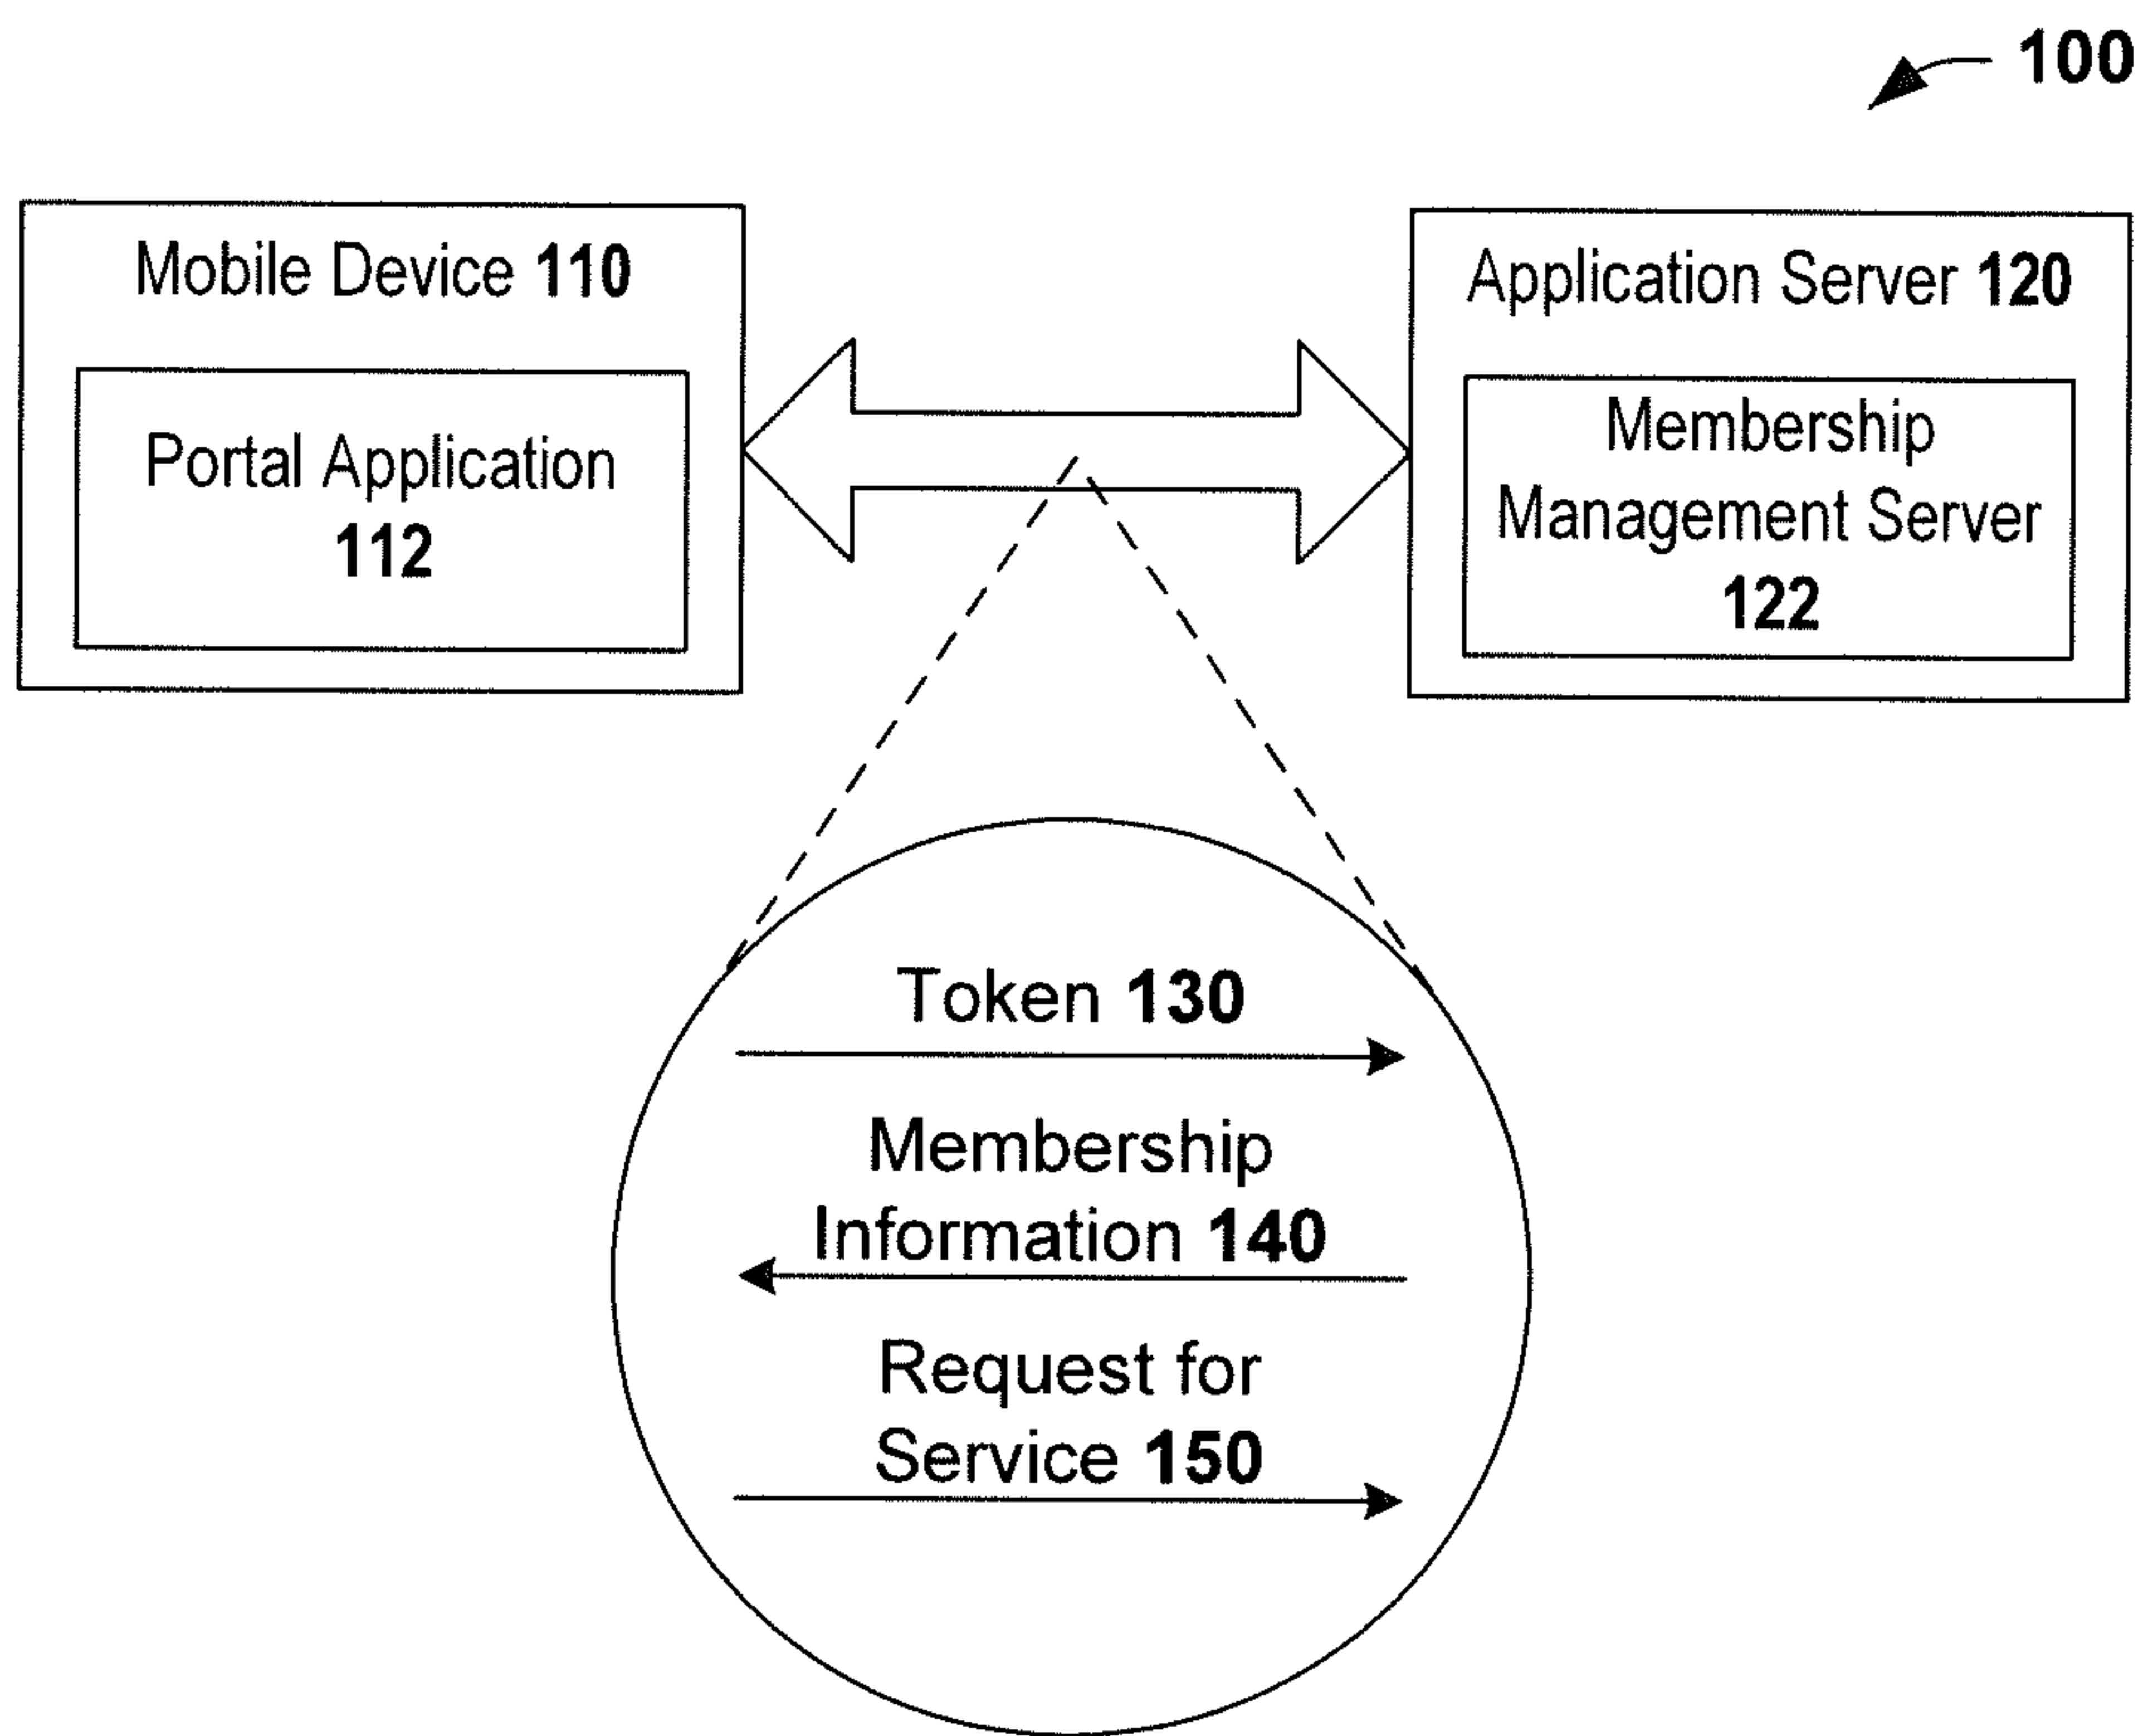 100
Mobile Device 110
Portal Application
112
Application Server 120
Membership
Management Server
122
Token 130
Membership
Information 140
Request for
Service 150